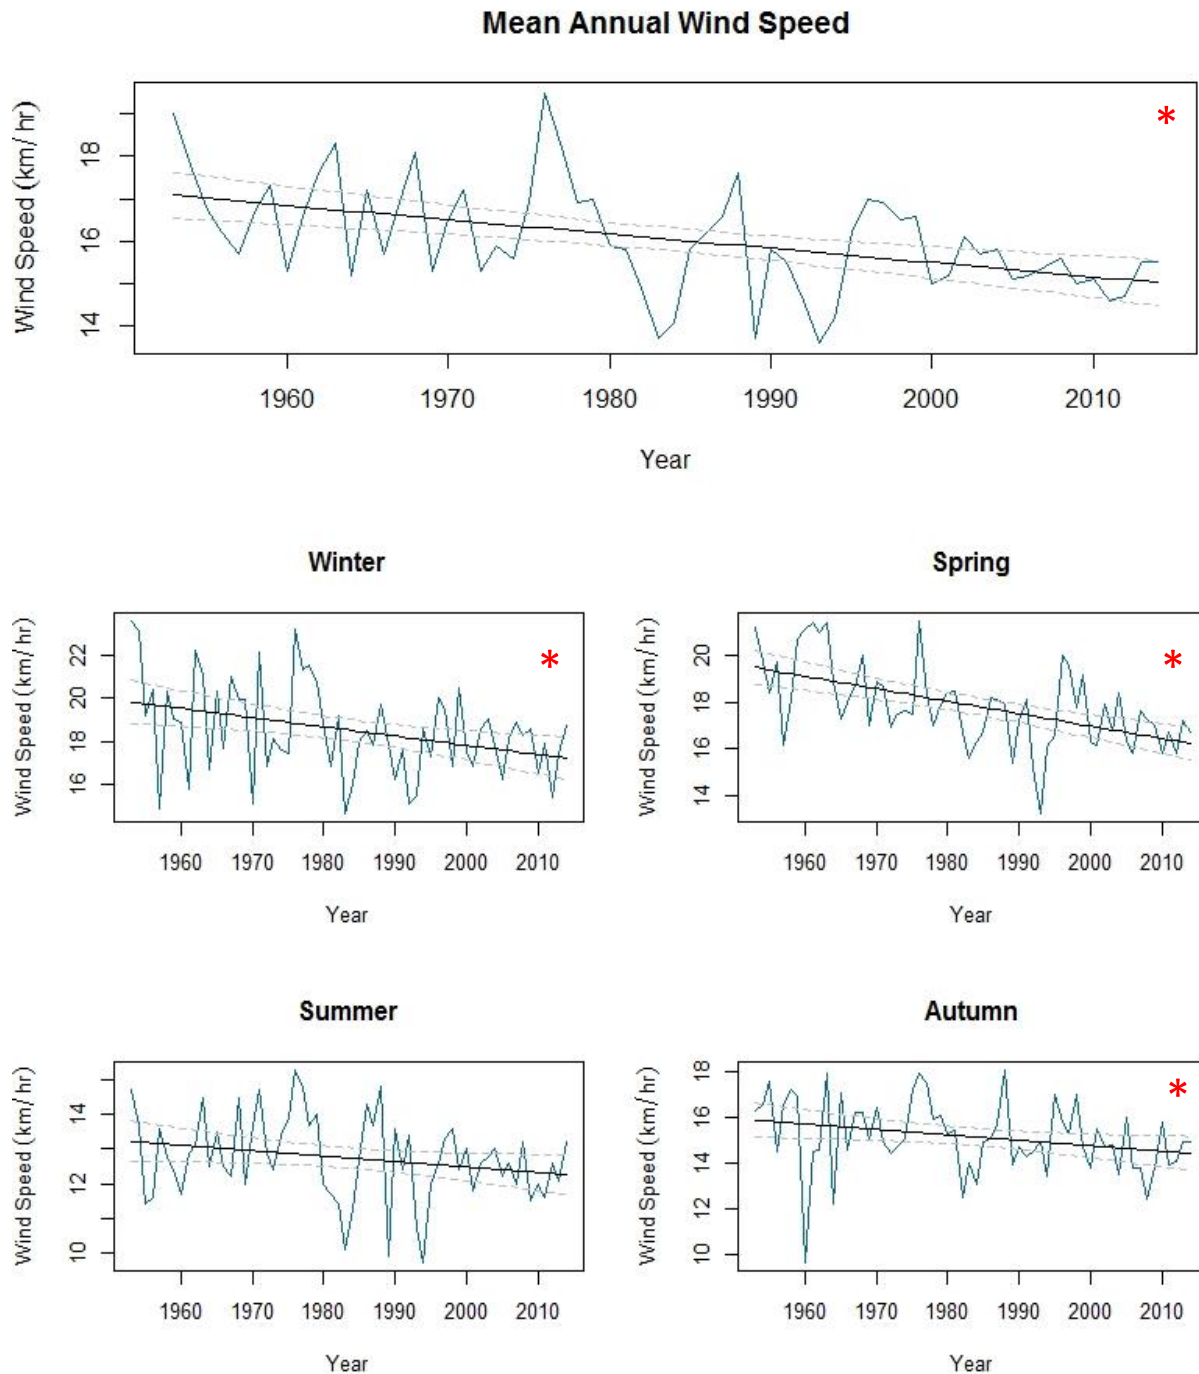 Mean Annual Wind Speed
*
Wind Speed (km/hr)
18
16
14
1960 1970 1980 1990 2000 2010
Year
Winter
*
Wind Speed (km/hr)
22
20
18
16
1960 1970 1980 1990 2000 2010
Year
Spring
*
Wind Speed (km/hr)
20
18
16
14
1960 1970 1980 1990 2000 2010
Year
Summer
Wind Speed (km/hr)
14
12
10
1960 1970 1980 1990 2000 2010
Year
Autumn
*
Wind Speed (km/hr)
18
16
14
12
10
1960 1970 1980 1990 2000 2010
Year